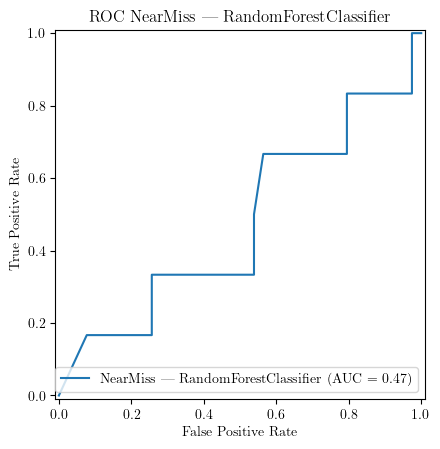 ROC NearMiss — RandomForestClassifier
1.0
0.8
0.6
0.4
0.2
0.0
True Positive Rate
NearMiss — RandomForestClassifier (AUC = 0.47)
0.0 0.2 0.4 0.6 0.8 1.0
False Positive Rate